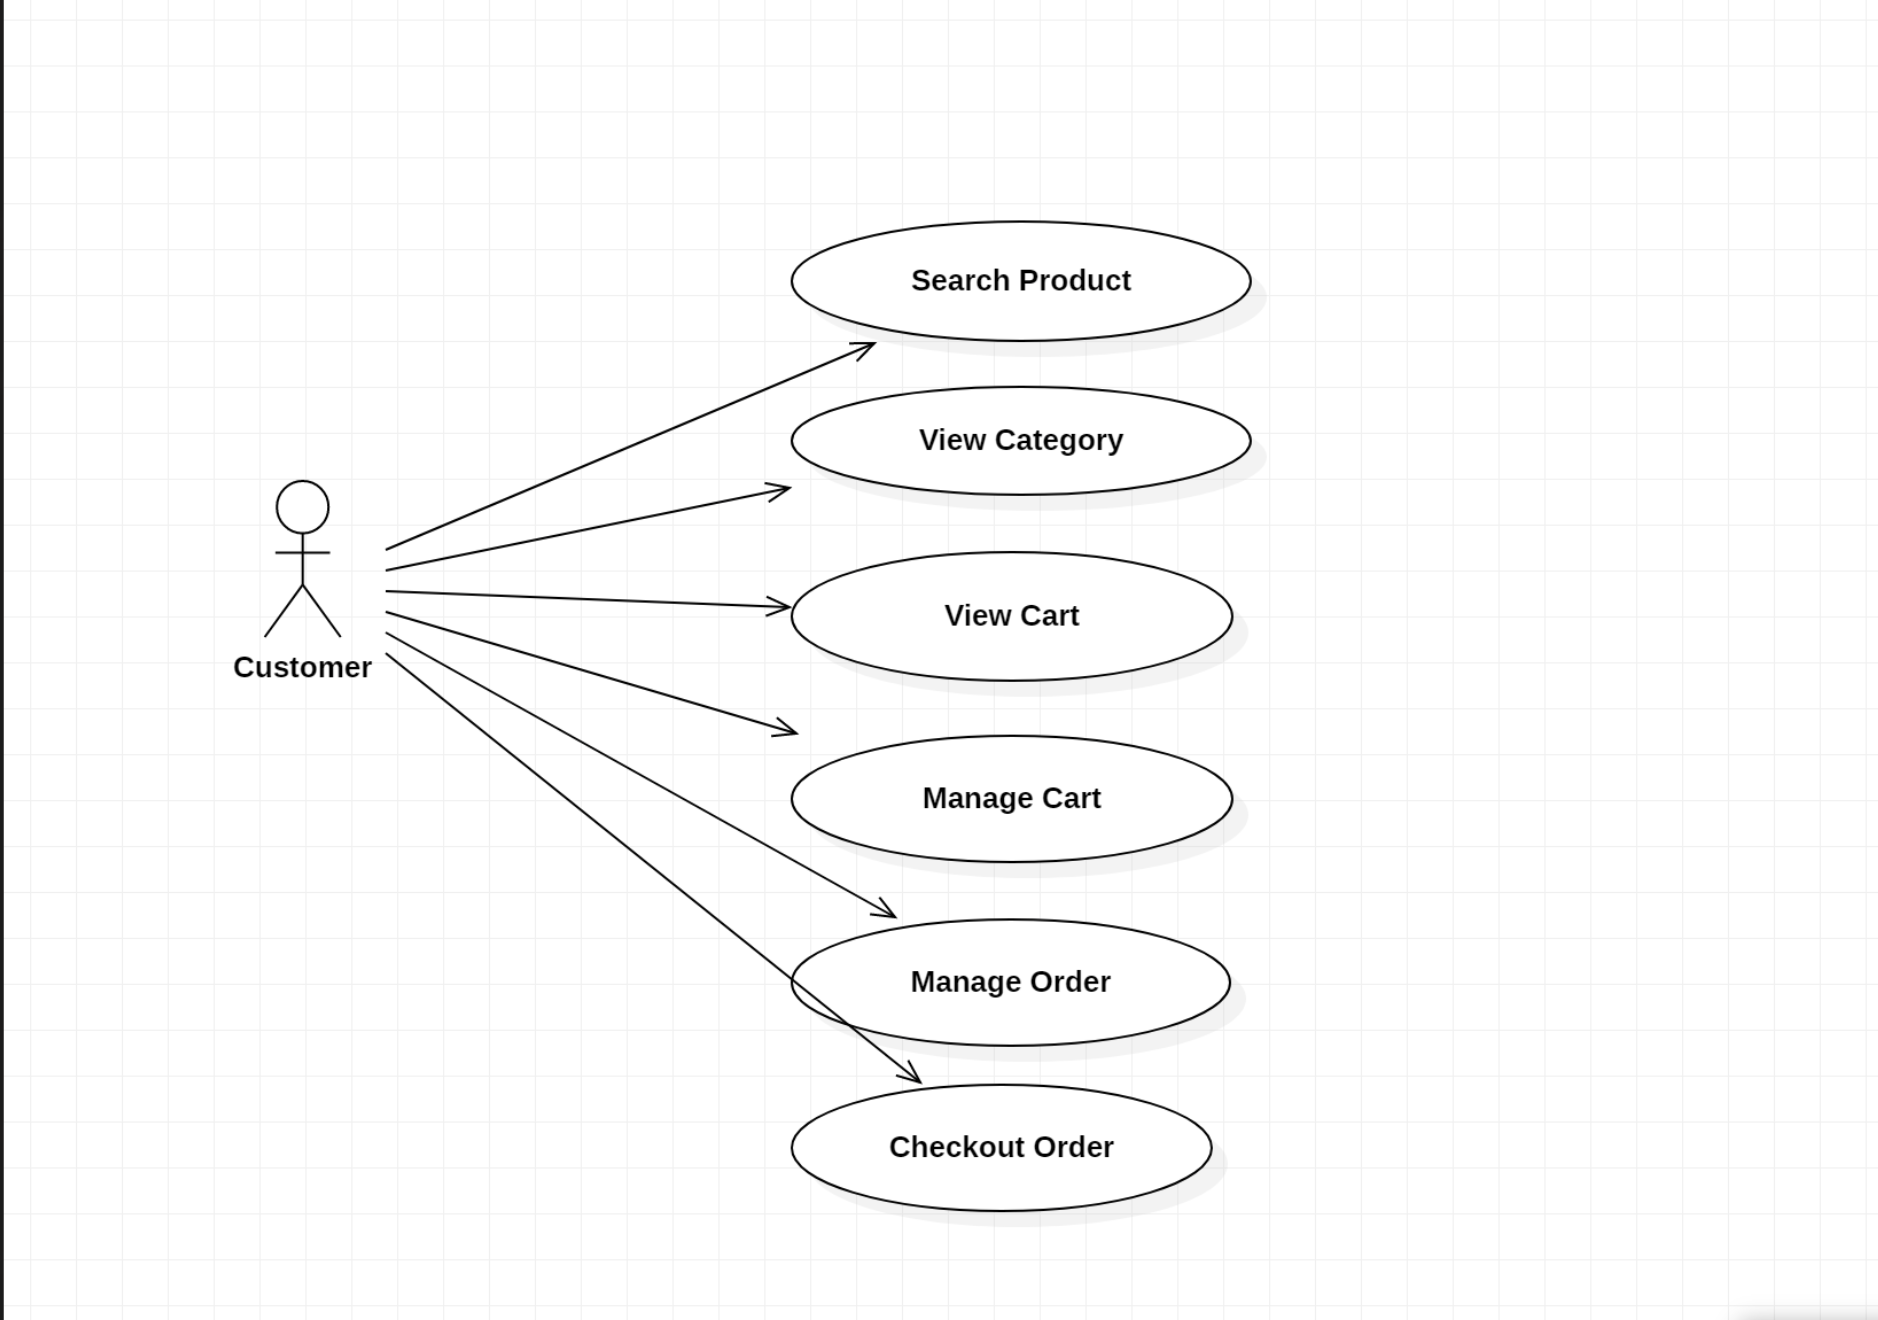 Search Product
View Category
View Cart
Customer
Manage Cart
Manage Order
Checkout Order